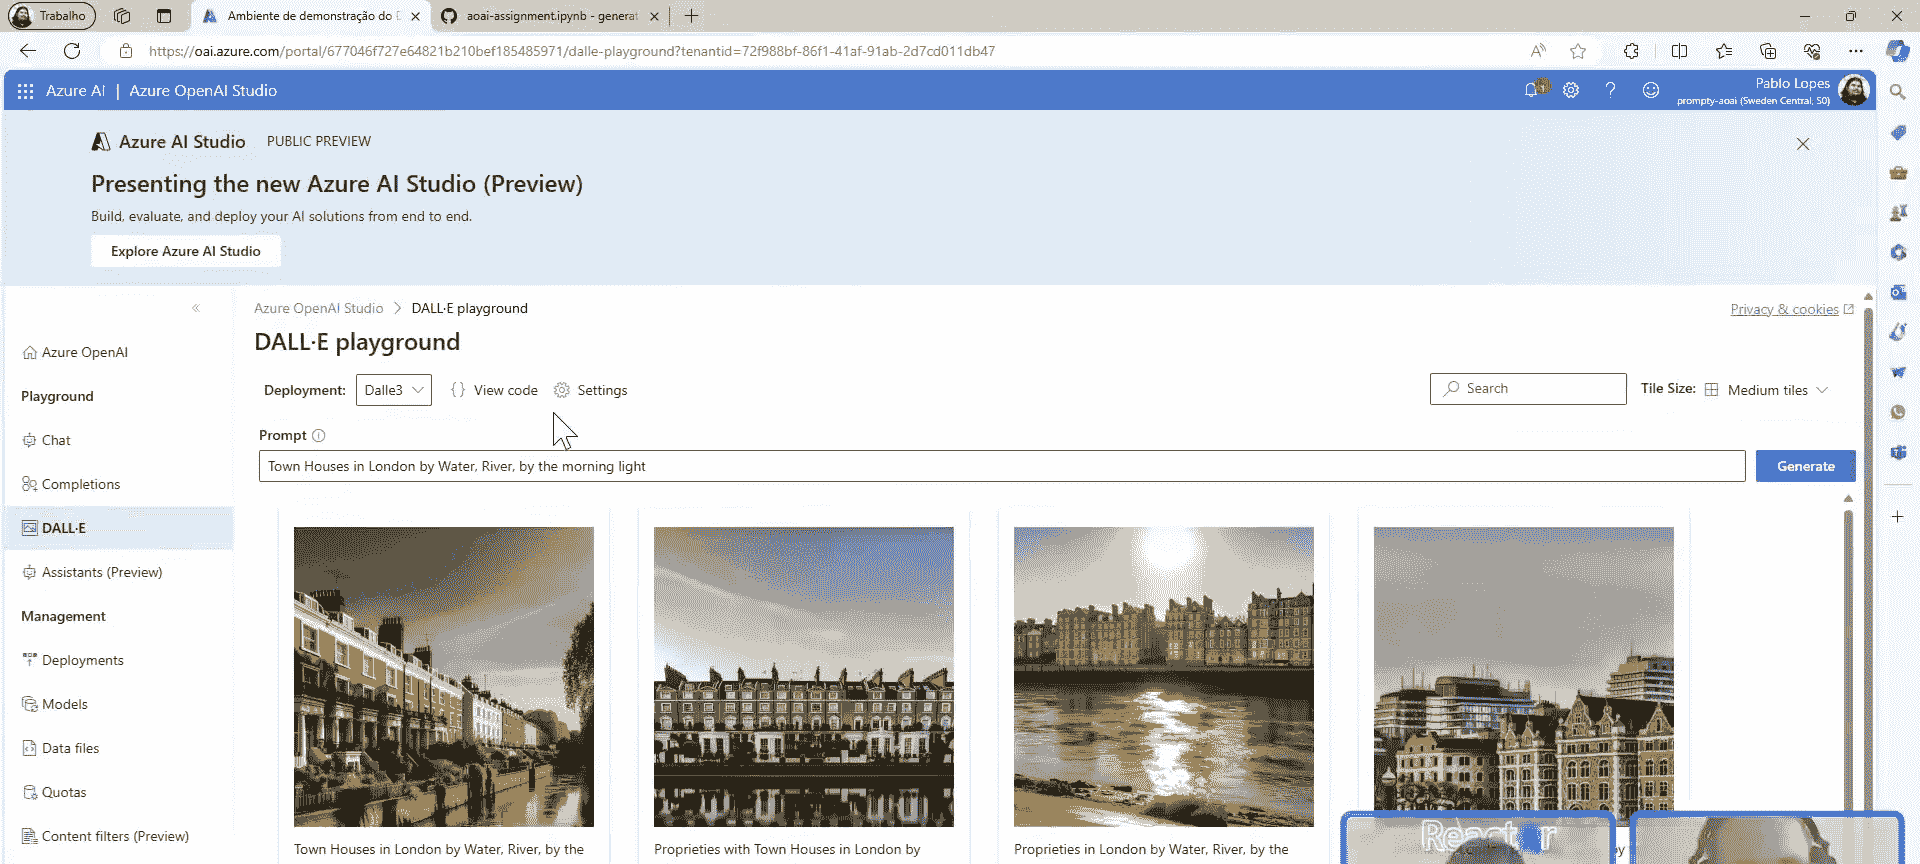 Trabalho
Ambiente de demonstração do
aoai-assignment.ipynb - generat
https://oai.azure.com/portal/677046f727e64821b210bef185485971/dalle-playground?tenantid=72f988bf-86f1-41af-91ab-2d7cd011db47
Azure AI | Azure OpenAI Studio
Pablo Lopes
prompty-aoai (Sweden Central, S0)
Azure AI Studio PUBLIC PREVIEW
Presenting the new Azure AI Studio (Preview)
Build, evaluate, and deploy your AI solutions from end to end.
Explore Azure AI Studio
Azure OpenAI Studio > DALL·E playground
Privacy & cookies
DALL·E playground
Azure OpenAI
Playground
Chat
Completions
DALL·E
Assistants (Preview)
Management
Deployments
Models
Data files
Quotas
Content filters (Preview)
Deployment: Dalle3 {} View code Settings
Search
Tile Size: Medium tiles
Prompt
Town Houses in London by Water, River, by the morning light
Generate
Town Houses in London by Water, River, by the
Proprieties with Town Houses in London by
Proprieties in London by Water, River, by the
Reactor